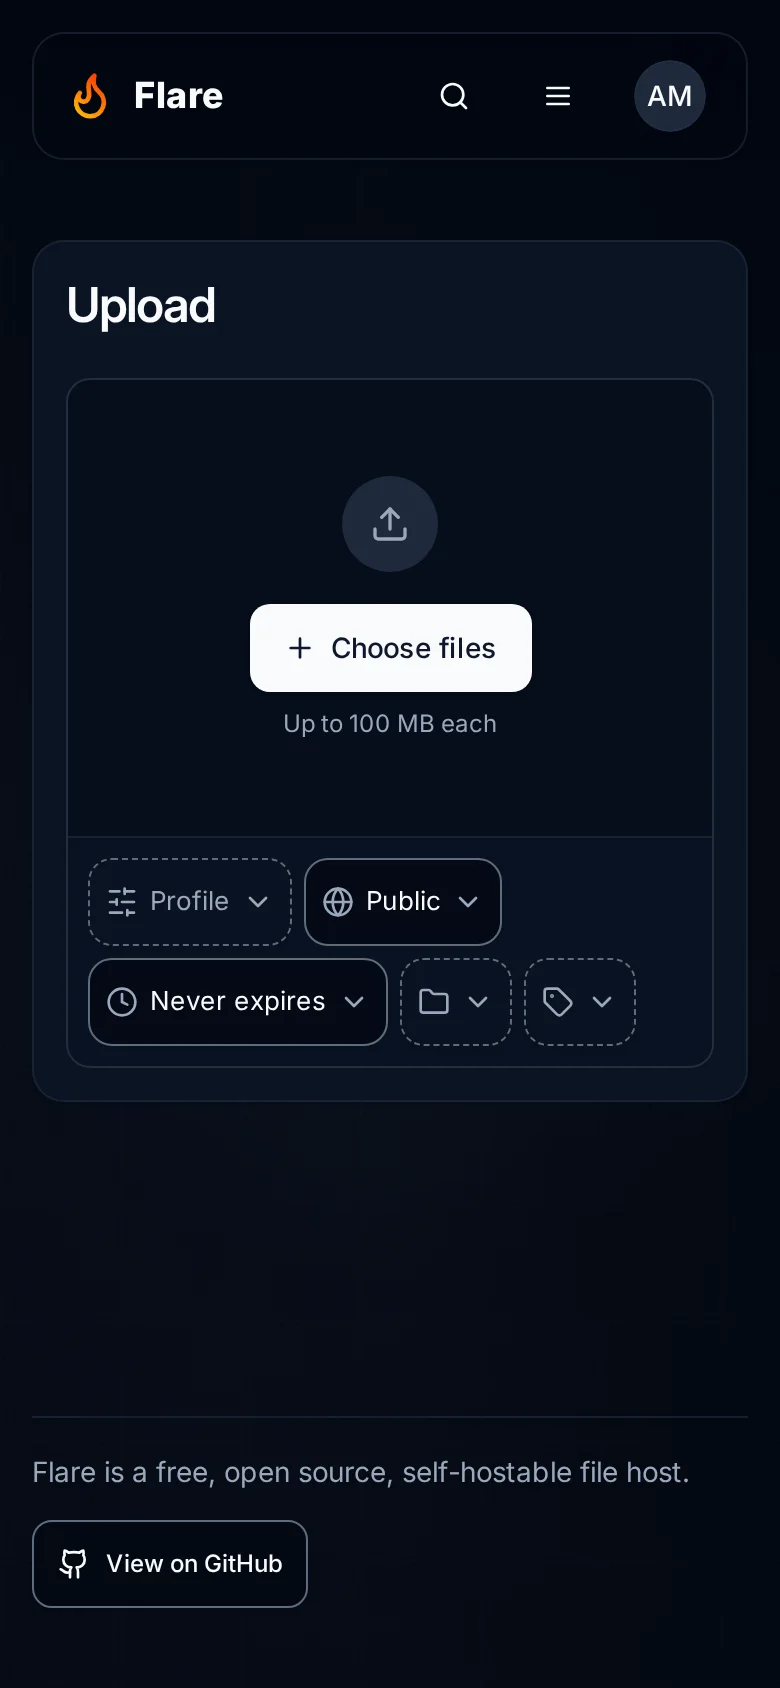 Flare
AM
Upload
Choose files
Up to 100 MB each
Profile
Public
Never expires
Flare is a free, open source, self-hostable file host.
View on GitHub